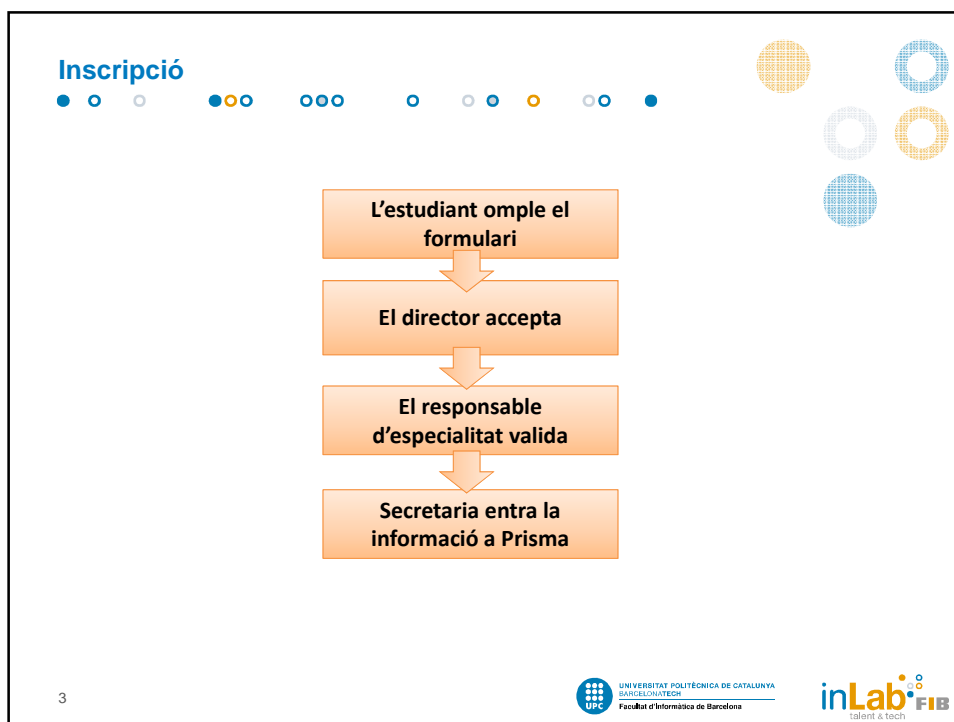 Inscripció
L'estudiant omple el
formulari
El director accepta
El responsable
d'especialitat valida
Secretaria entra la
informació a Prisma
3
UPC
UNIVERSITAT POLITÈCNICA DE CATALUNYA
BARCELONATECH
Facultat d'Informàtica de Barcelona
inLab FIB
talent & tech